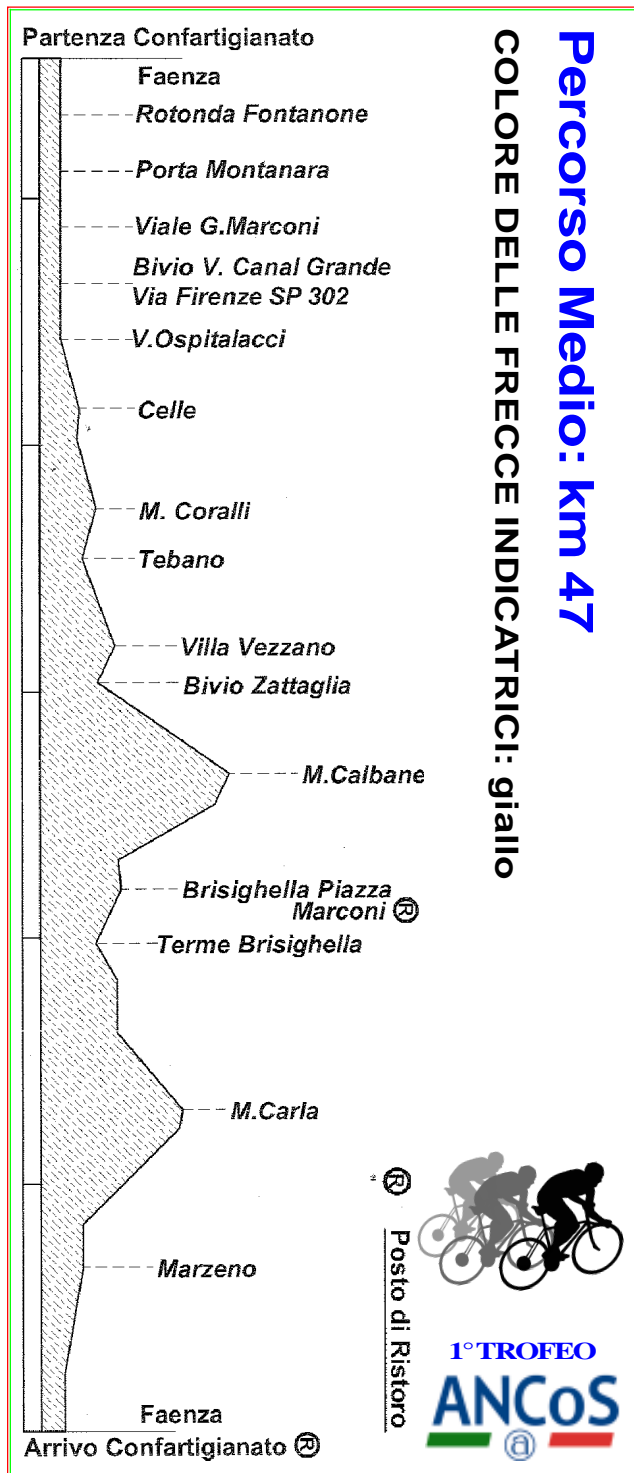 Percorso Medio: km 47
COLORE DELLE FRECCE INDICATRICI: giallo
Partenza Confartigianato
Faenza
Rotonda Fontanone
Porta Montanara
Viale G.Marconi
Bivio V. Canal Grande
Via Firenze SP 302
V.Ospitalacci
Celle
M. Coralli
Tebano
Villa Vezzano
Bivio Zattaglia
M.Calbane
Brisighella Piazza
Marconi Ⓡ
Terme Brisighella
M.Carla
Marzeno
Faenza
Arrivo Confartigianato Ⓡ
Ⓡ Posto di Ristoro
1° TROFEO
ANCoS
@